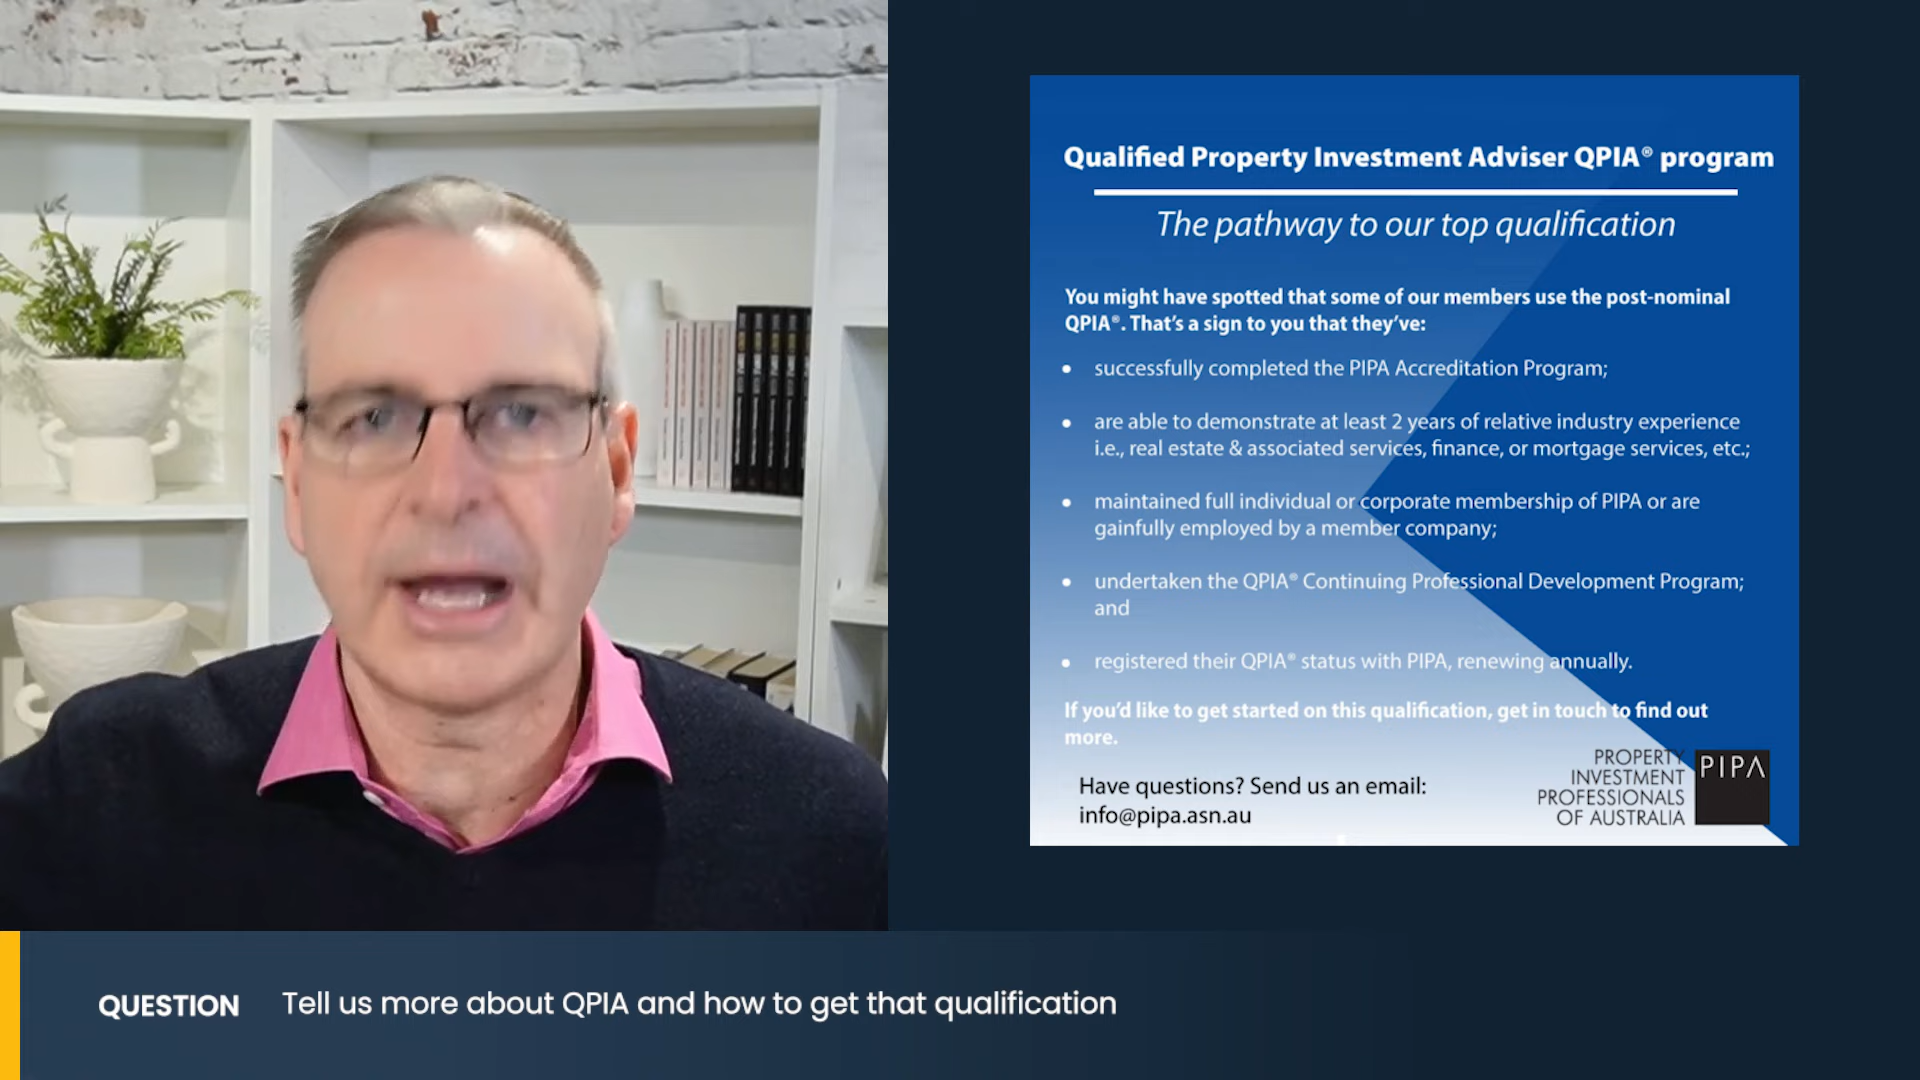 Qualified Property Investment Adviser QPIA® program
The pathway to our top qualification
You might have spotted that some of our members use the post-nominal
QPIA®. That's a sign to you that they've:
• successfully completed the PIPA Accreditation Program;
• are able to demonstrate at least 2 years of relative industry experience
i.e., real estate & associated services, finance, or mortgage services, etc.;
• maintained full individual or corporate membership of PIPA or are
gainfully employed by a member company;
• undertaken the QPIA® Continuing Professional Development Program;
and
• registered their QPIA® status with PIPA, renewing annually.
If you'd like to get started on this qualification, get in touch to find out
more.
Have questions? Send us an email:
info@pipa.asn.au
PROPERTY
INVESTMENT
PROFESSIONALS
OF AUSTRALIA
PIPA
QUESTION Tell us more about QPIA and how to get that qualification